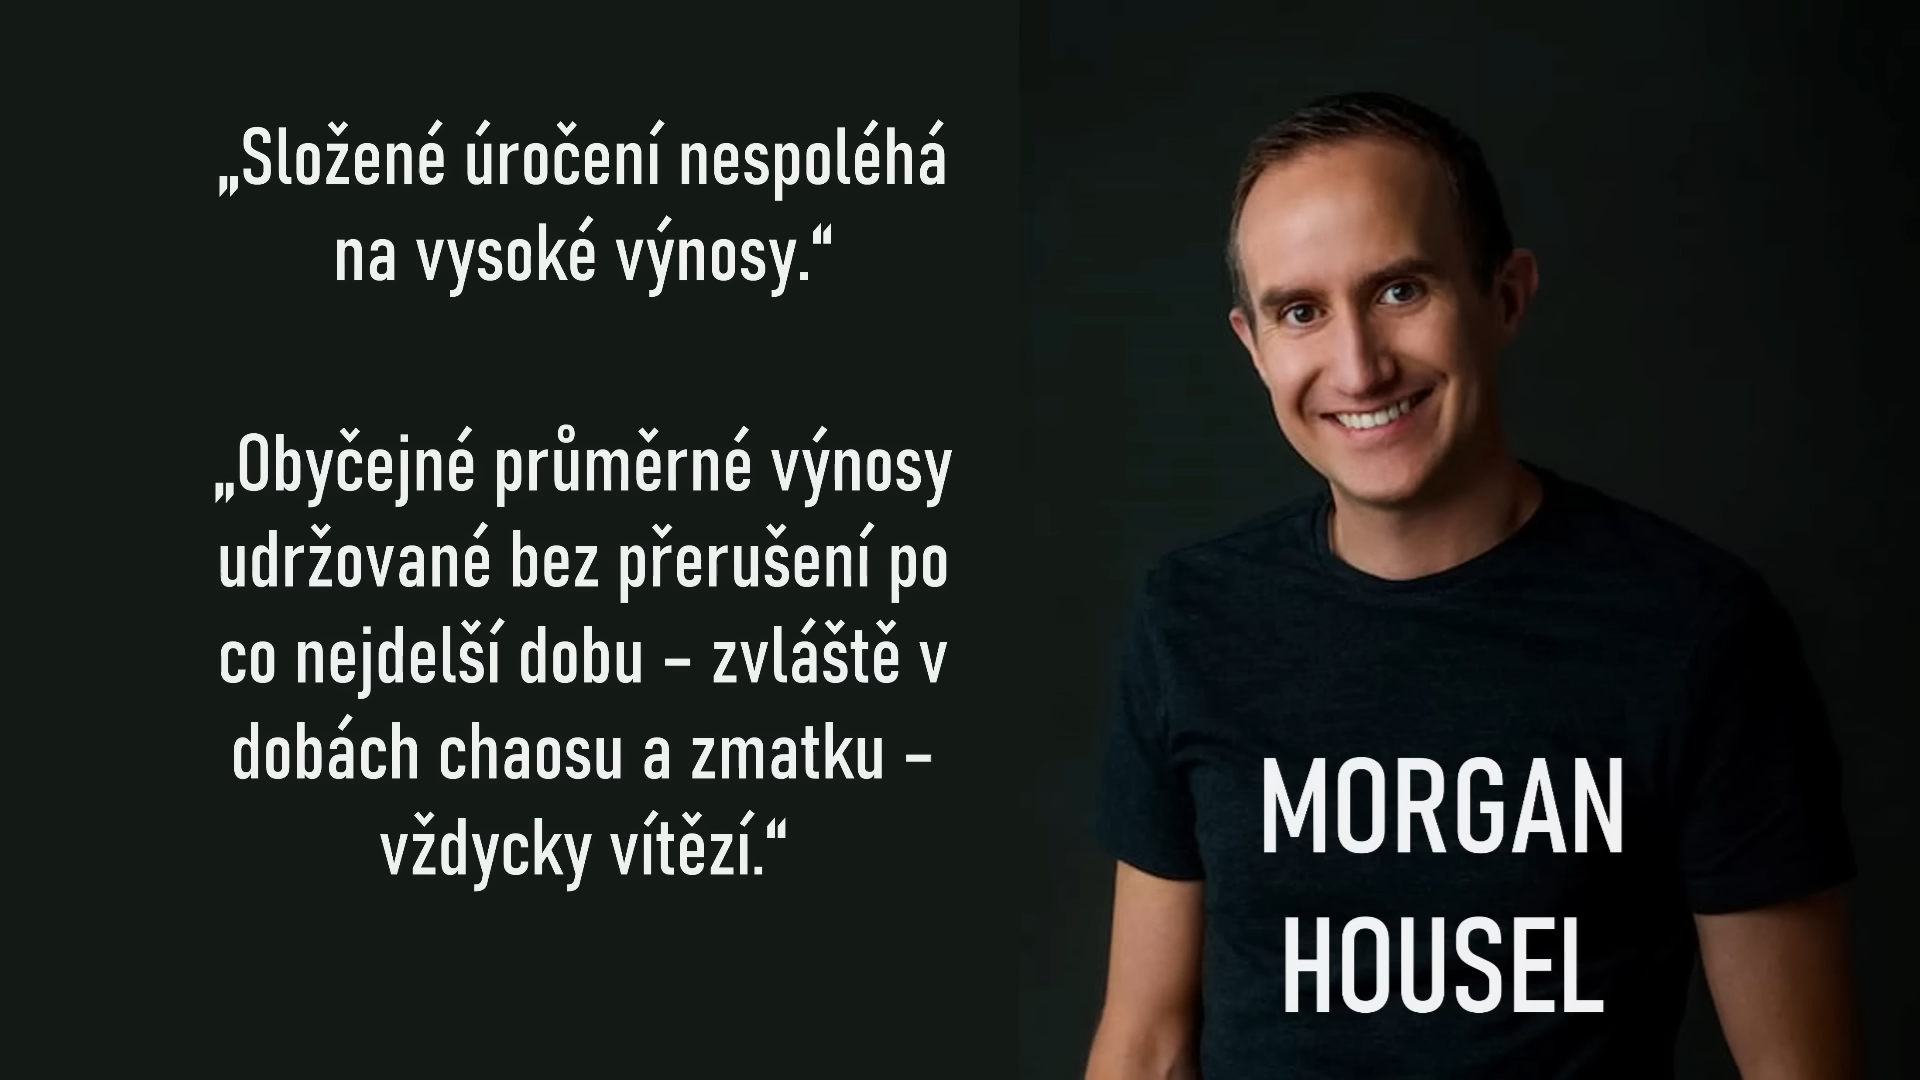 „Složené úročení nespoléhá
na vysoké výnosy.“
„Obyčejné průměrné výnosy
udržované bez přerušení po
co nejdelší dobu – zvláště v
dobách chaosu a zmatku –
vždycky vítězí.“
MORGAN
HOUSEL